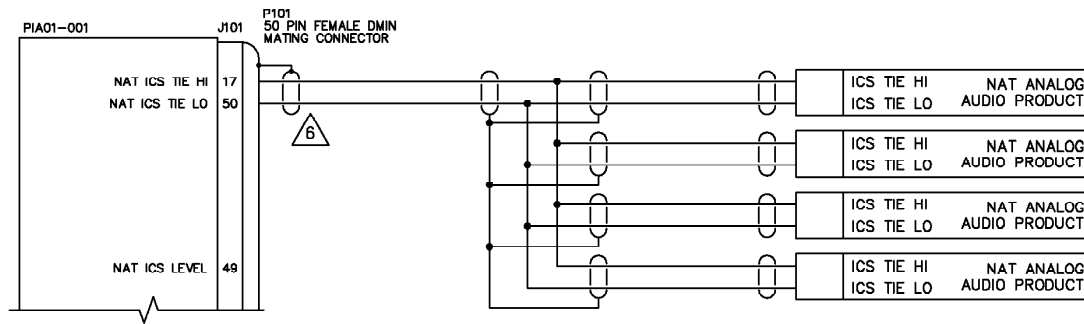 PIA01-001
J101
P101
50 PIN FEMALE DMIN
MATING CONNECTOR
NAT ICS TIE HI 17
NAT ICS TIE LO 50
6
NAT ICS LEVEL 49
ICS TIE HI NAT ANALOG
ICS TIE LO AUDIO PRODUCT
ICS TIE HI NAT ANALOG
ICS TIE LO AUDIO PRODUCT
ICS TIE HI NAT ANALOG
ICS TIE LO AUDIO PRODUCT
ICS TIE HI NAT ANALOG
ICS TIE LO AUDIO PRODUCT